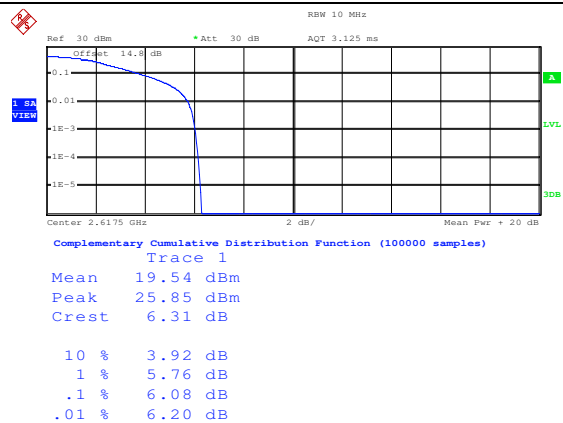 RBW 10 MHz
Ref 30 dBm * Att 30 dB AQT 3.125 ms
Offset 14.8 dB
0.1
A
1 SA
VIEW
0.01
1E-3
LVL
1E-4
1E-5
3DB
Center 2.6175 GHz 2 dB/ Mean Pwr + 20 dB
Complementary Cumulative Distribution Function (100000 samples)
Trace 1
Mean 19.54 dBm
Peak 25.85 dBm
Crest 6.31 dB
10 % 3.92 dB
1 % 5.76 dB
.1 % 6.08 dB
.01 % 6.20 dB